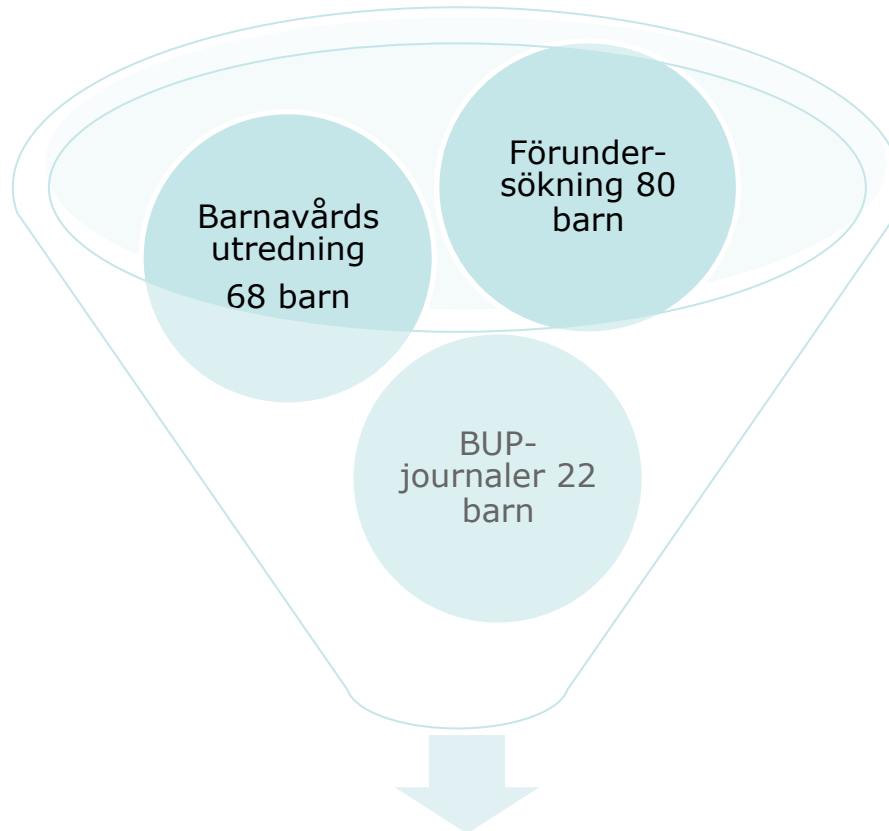 Barnavårds
utredning
68 barn
Förunder-
sökning 80
barn
BUP-
journaler 22
barn